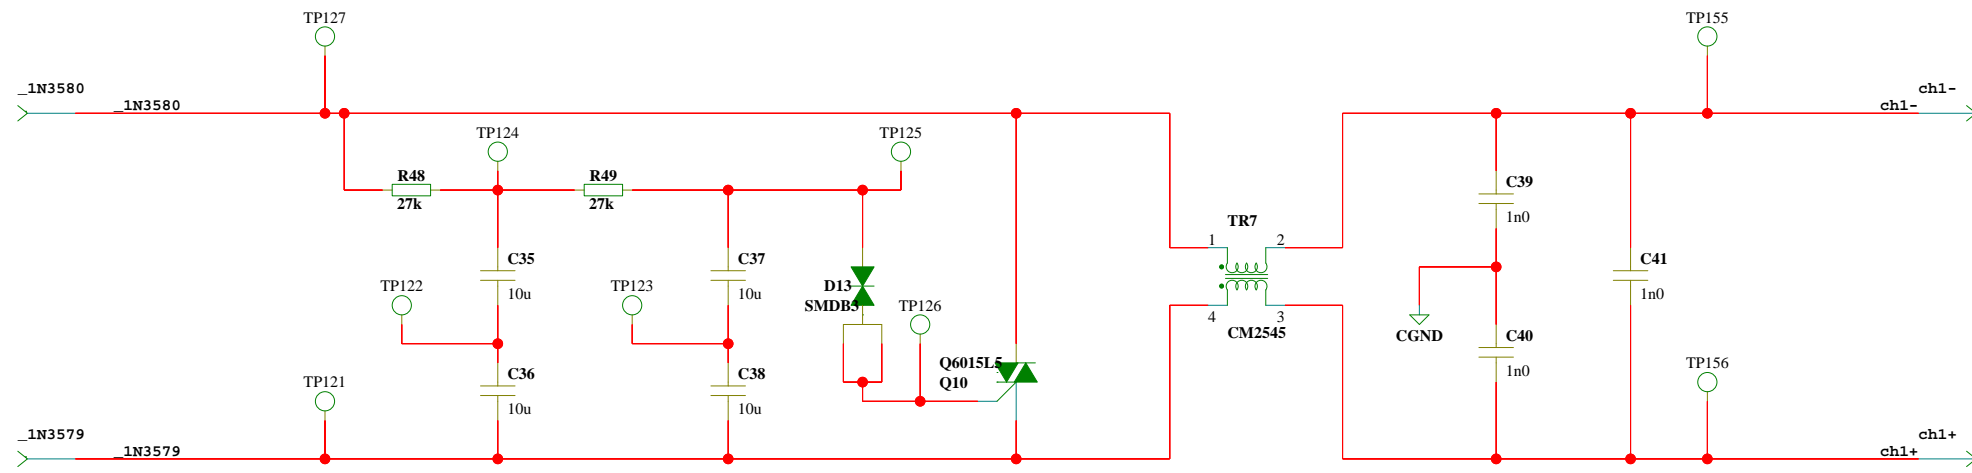 TP127
TP155
_1N3580
_1N3580
ch1-
ch1-
TP124
TP125
R48
27k
R49
27k
C39
1n0
TR7
1
2
4
3
CM2545
C35
10u
C37
10u
C41
1n0
TP122
TP123
D13
SMDB3
TP126
CGND
C40
1n0
Q6015L5
Q10
TP156
TP121
C36
10u
C38
10u
_1N3579
_1N3579
ch1+
ch1+